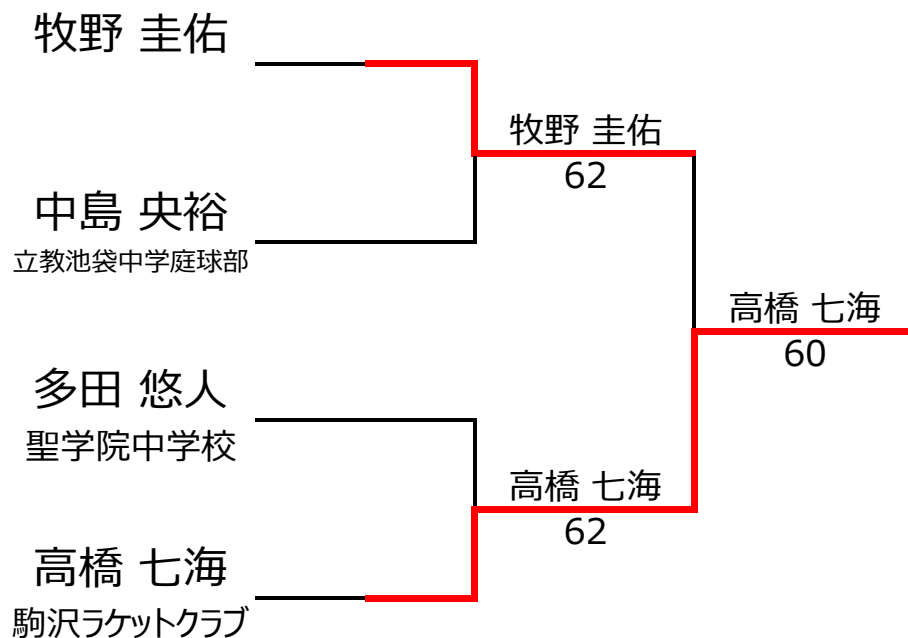 牧野 圭佑
牧野 圭佑
62
中島 央裕
立教池袋中学庭球部
高橋 七海
60
多田 悠人
聖学院中学校
高橋 七海
62
高橋 七海
駒沢ラケットクラブ